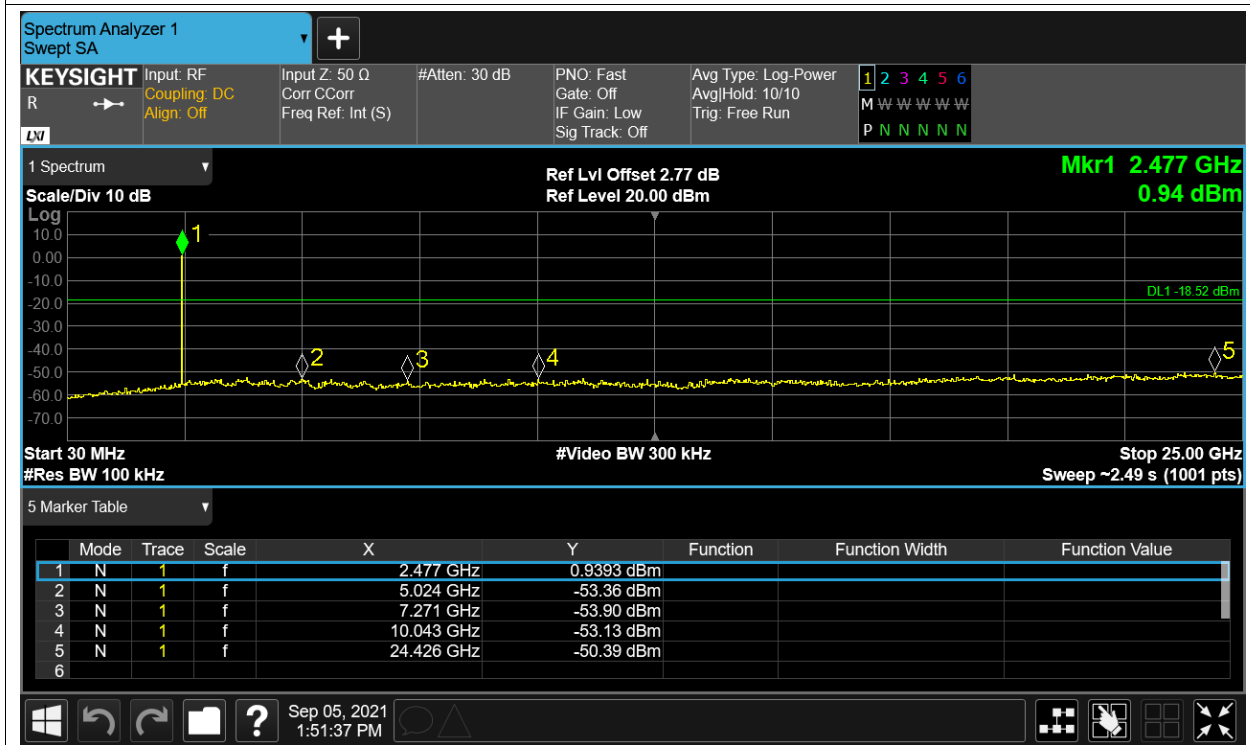 Spectrum Analyzer 1
Swept SA
+
KEYSIGHT Input: RF Input Z: 50 Ω #Atten: 30 dB PNO: Fast Avg Type: Log-Power 1 2 3 4 5 6
R Coupling: DC Corr CCorr Gate: Off Avg|Hold: 10/10 M W W W W W
Align: Off Freq Ref: Int (S) IF Gain: Low Trig: Free Run
LXI Sig Track: Off P N N N N N
1 Spectrum Ref Lvl Offset 2.77 dB Mkr1 2.477 GHz
Scale/Div 10 dB Ref Level 20.00 dBm 0.94 dBm
Log
10.0 1
0.00
-10.0
DL1 -18.52 dBm
-20.0
-30.0
-40.0 2 3 4 5
-50.0
-60.0
-70.0
Start 30 MHz #Video BW 300 kHz Stop 25.00 GHz
#Res BW 100 kHz Sweep ~2.49 s (1001 pts)
5 Marker Table
Mode Trace Scale X Y Function Function Width Function Value
1 N 1 f 2.477 GHz 0.9393 dBm
2 N 1 f 5.024 GHz -53.36 dBm
3 N 1 f 7.271 GHz -53.90 dBm
4 N 1 f 10.043 GHz -53.13 dBm
5 N 1 f 24.426 GHz -50.39 dBm
6
? Sep 05, 2021
1:51:37 PM